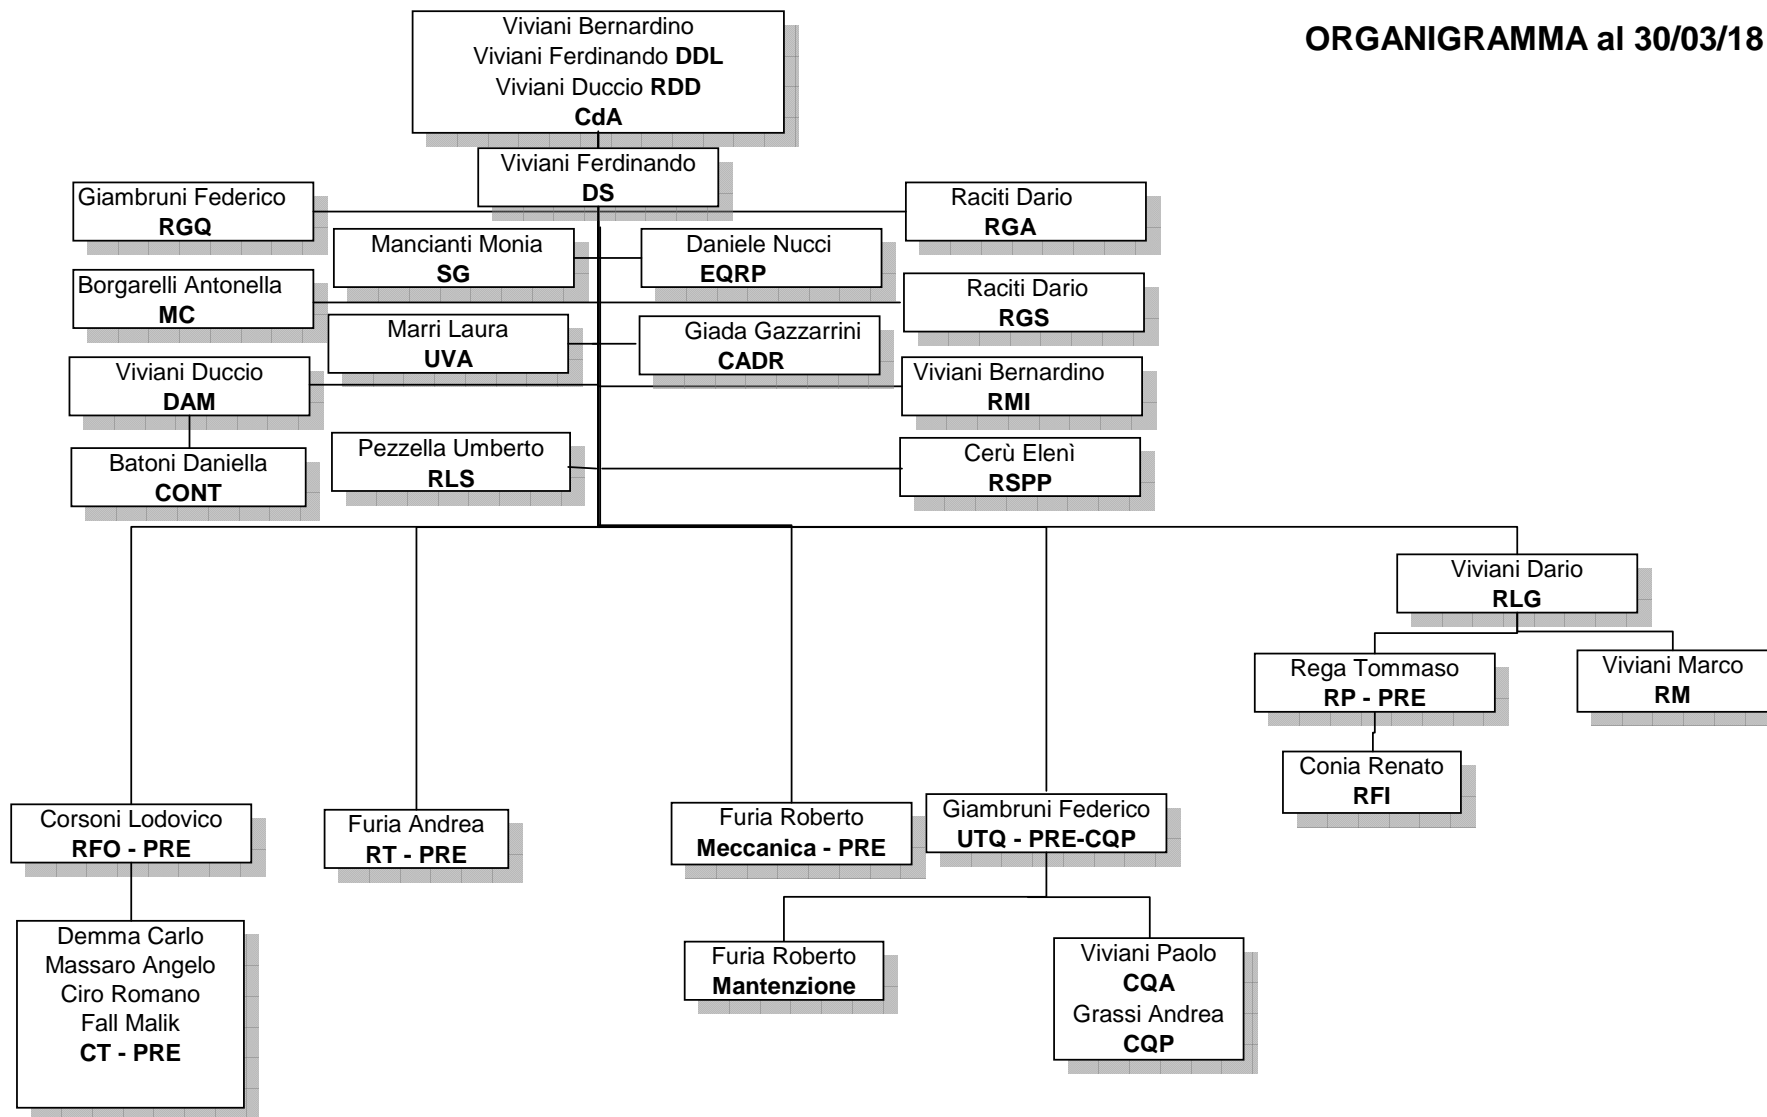 ORGANIGRAMMA al 30/03/18
Viviani Bernardino
Viviani Ferdinando DDL
Viviani Duccio RDD
CdA
Viviani Ferdinando
DS
Giambruni Federico
RGQ
Raciti Dario
RGA
Mancianti Monia
SG
Daniele Nucci
EQRP
Borgarelli Antonella
MC
Raciti Dario
RGS
Marri Laura
UVA
Giada Gazzarrini
CADR
Viviani Duccio
DAM
Viviani Bernardino
RMI
Batoni Daniella
CONT
Pezzella Umberto
RLS
Cerù Elenì
RSPP
Viviani Dario
RLG
Rega Tommaso
RP - PRE
Viviani Marco
RM
Conia Renato
RFI
Corsoni Lodovico
RFO - PRE
Furia Andrea
RT - PRE
Furia Roberto
Meccanica - PRE
Giambruni Federico
UTQ - PRE-CQP
Demma Carlo
Massaro Angelo
Ciro Romano
Fall Malik
CT - PRE
Furia Roberto
Mantenzione
Viviani Paolo
CQA
Grassi Andrea
CQP